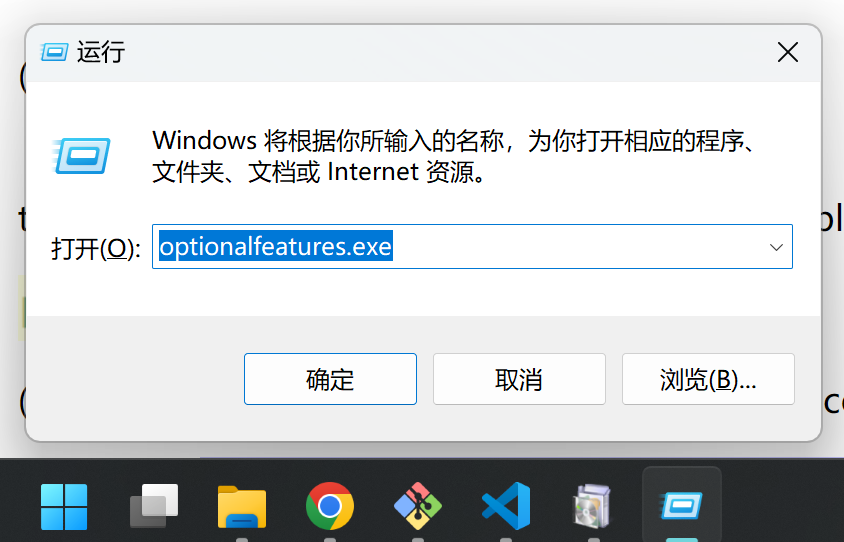 运行
Windows 将根据你所输入的名称，为你打开相应的程序、
文件夹、文档或 Internet 资源。
打开(O): optionalfeatures.exe
确定 取消 浏览(B)...